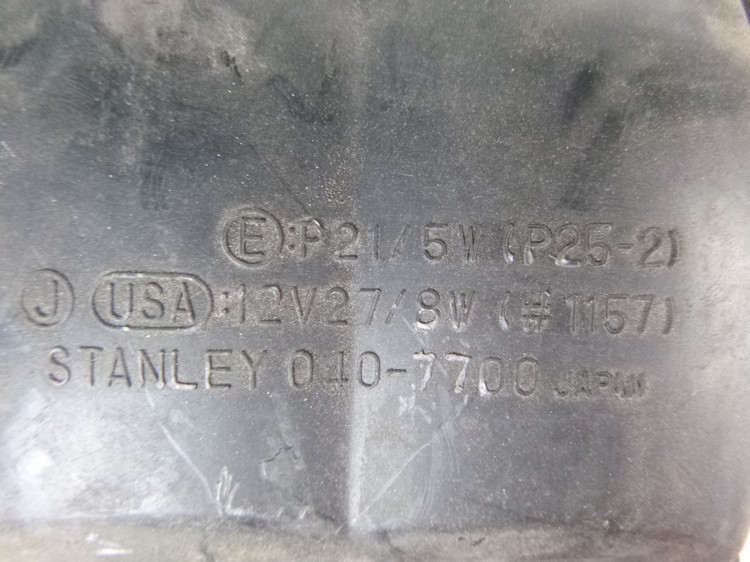 Ⓔ:P21/5W (P25-2)
Ⓙ USA:12V27/8W (#1157)
STANLEY 040-7700 JAPAN